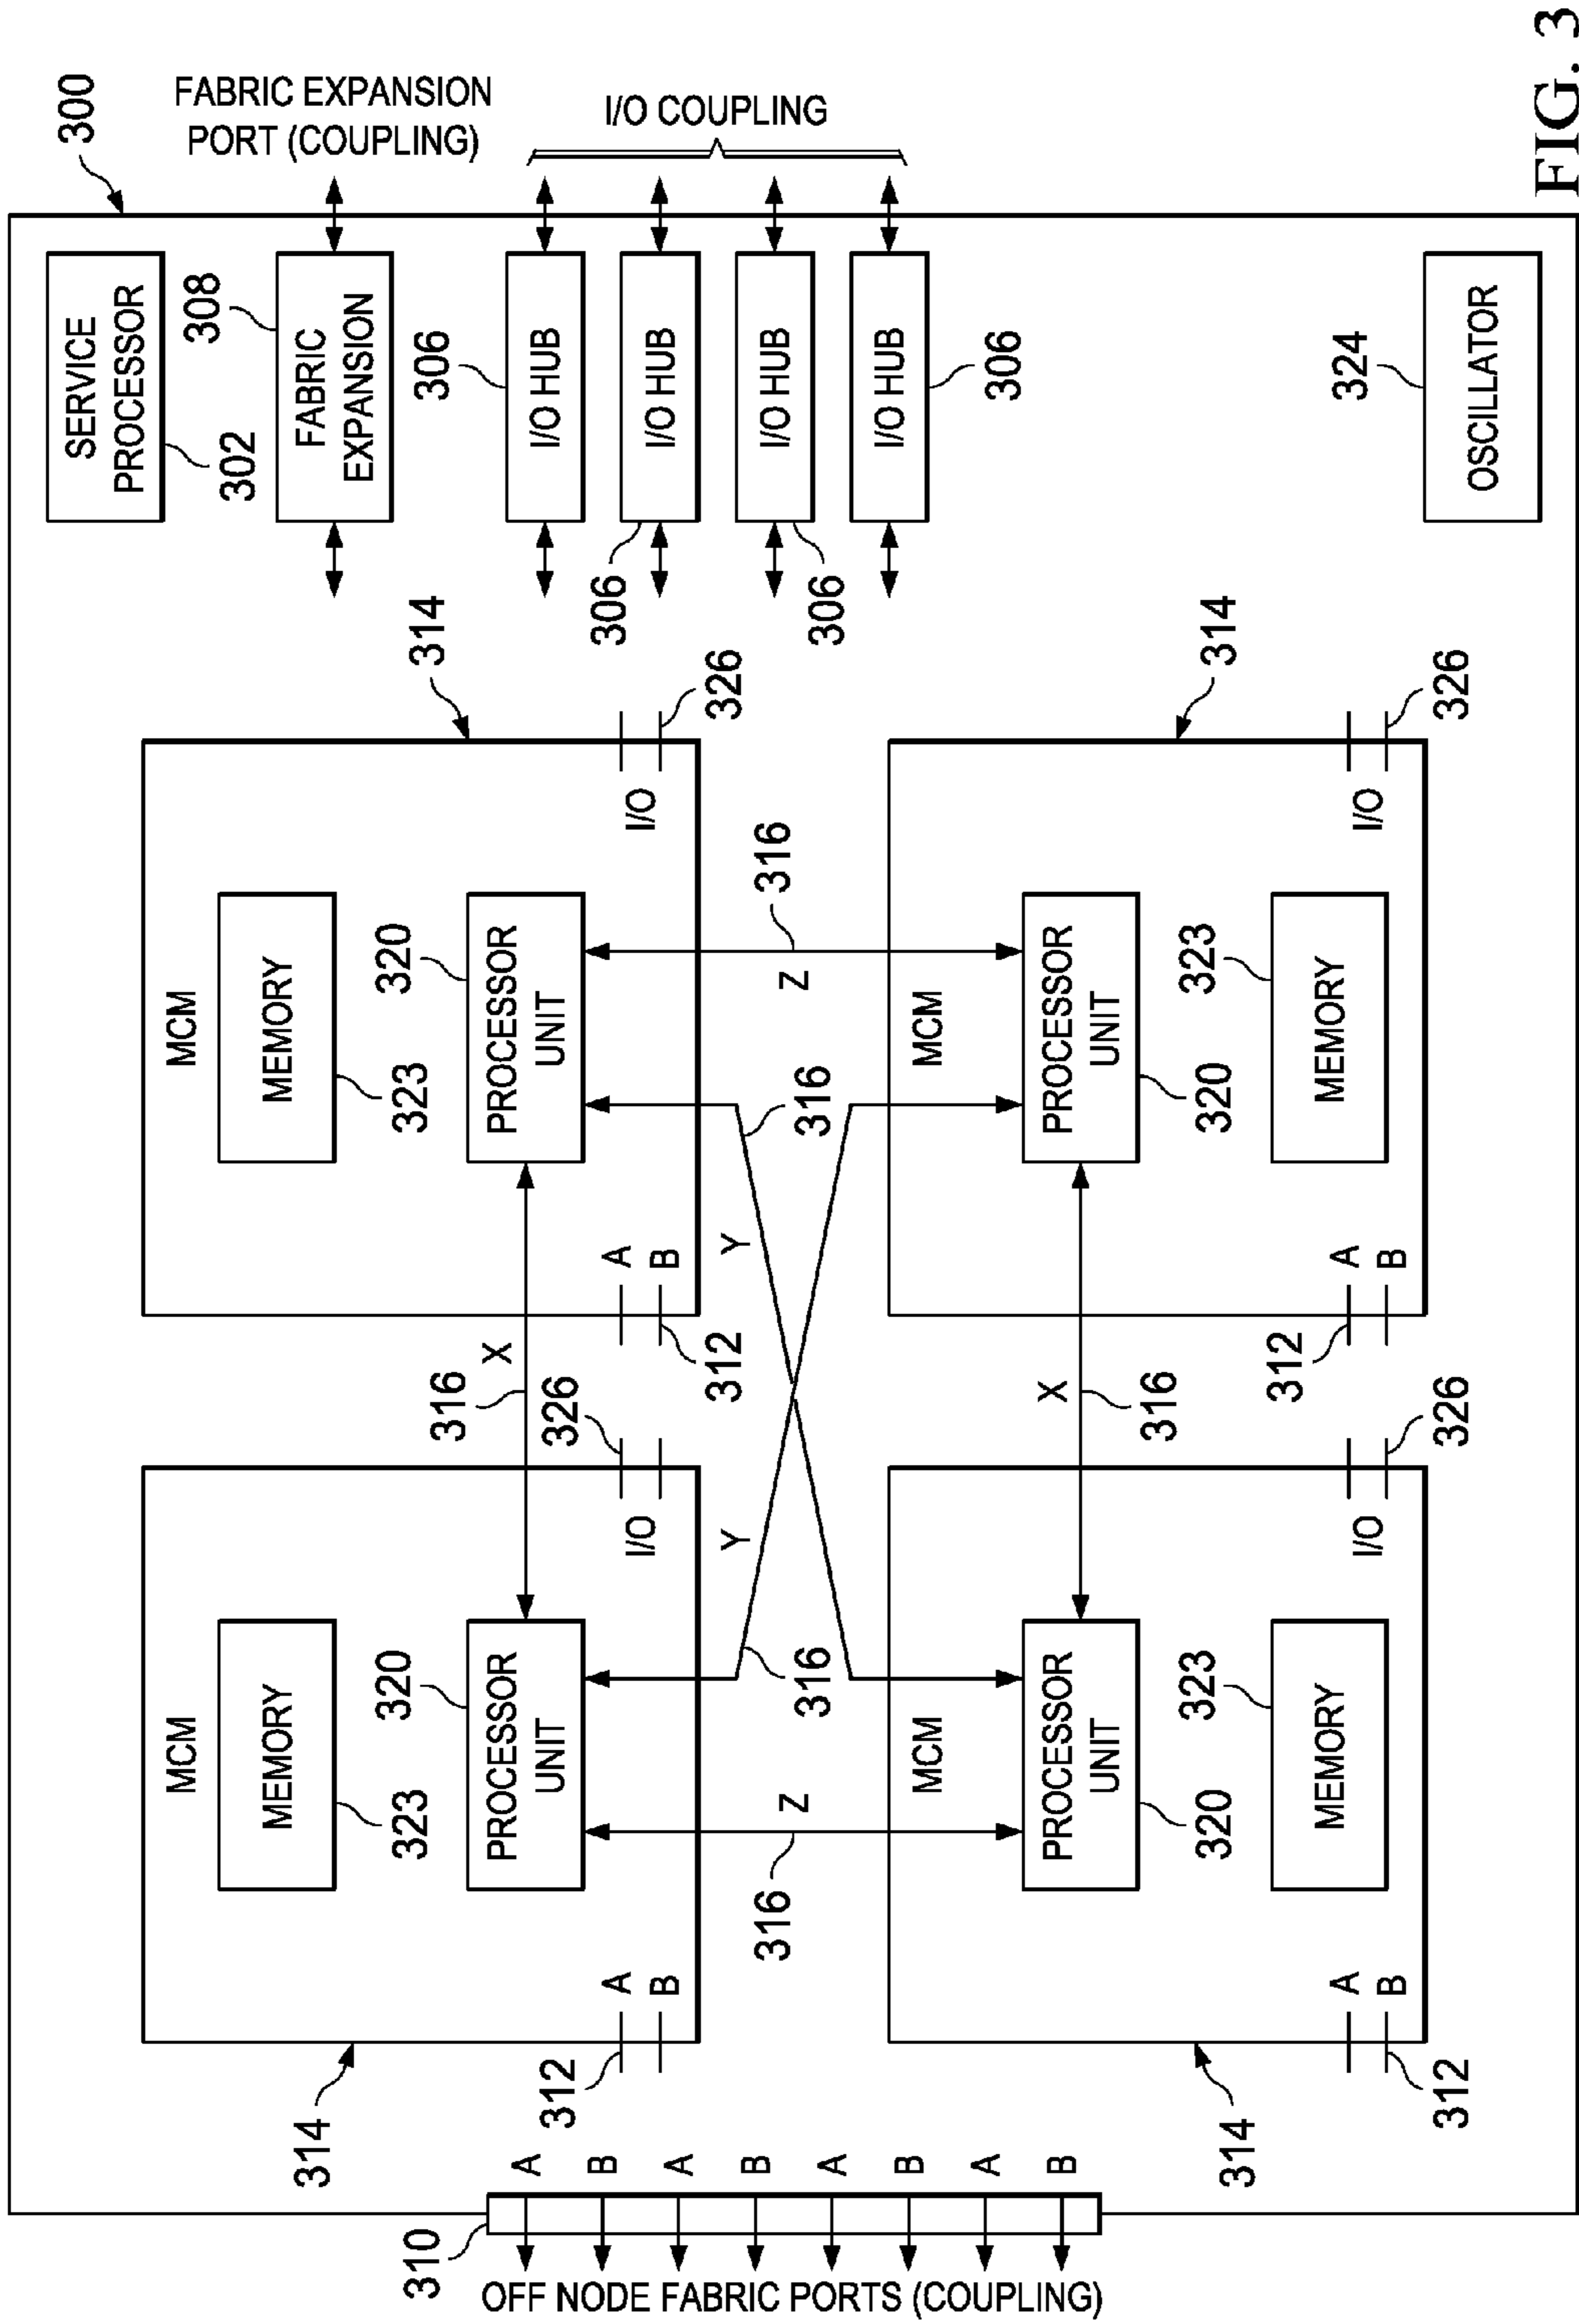 300
SERVICE
PROCESSOR
302
FABRIC EXPANSION
PORT (COUPLING)
308
FABRIC
EXPANSION
I/O COUPLING
306
I/O HUB
306
I/O HUB
306
I/O HUB
306
I/O HUB
324
OSCILLATOR
314
MCM
MEMORY
323
320
PROCESSOR
UNIT
A
B
312
I/O
326
316
X
314
MCM
MEMORY
323
320
PROCESSOR
UNIT
A
B
312
I/O
326
316
Z
Y
316
Y
316
Z
316
MCM
PROCESSOR
UNIT
320
323
MEMORY
A
B
312
I/O
326
314
X
316
MCM
PROCESSOR
UNIT
320
323
MEMORY
A
B
312
I/O
326
314
310
A
B
A
B
A
B
A
B
OFF NODE FABRIC PORTS (COUPLING)
FIG. 3